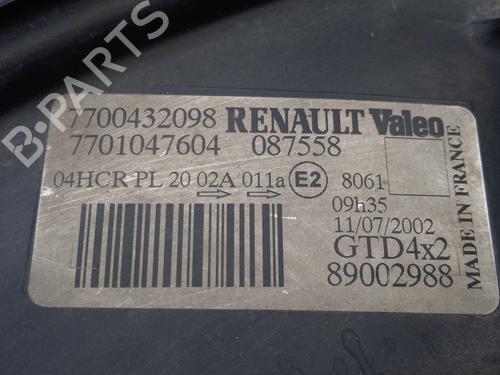 7700432098 RENAULT Valeo
7701047604 087558
04HCR PL 20 02A 011a E2 8061
09h35
11/07/2002
GTD4x2
89002988
MADE IN FRANCE
B-PARTS